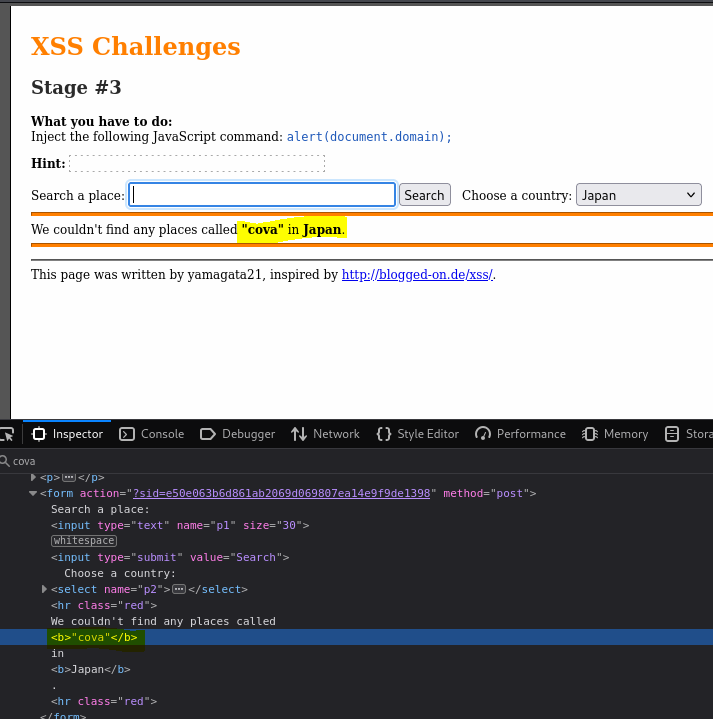 XSS Challenges
Stage #3
What you have to do:
Inject the following JavaScript command: alert(document.domain);
Hint:
Search a place: Search Choose a country: Japan
We couldn't find any places called "cova" in Japan.
This page was written by yamagata21, inspired by http://blogged-on.de/xss/.
Inspector Console Debugger Network Style Editor Performance Memory Stora
cova
<p></p>
<form action="?sid=e50e063b6d861ab2069d069807ea14e9f9de1398" method="post">
Search a place:
<input type="text" name="p1" size="30">
whitespace
<input type="submit" value="Search">
Choose a country:
<select name="p2"></select>
<hr class="red">
We couldn't find any places called
<b>"cova"</b>
in
<b>Japan</b>
.
<hr class="red">
</form>